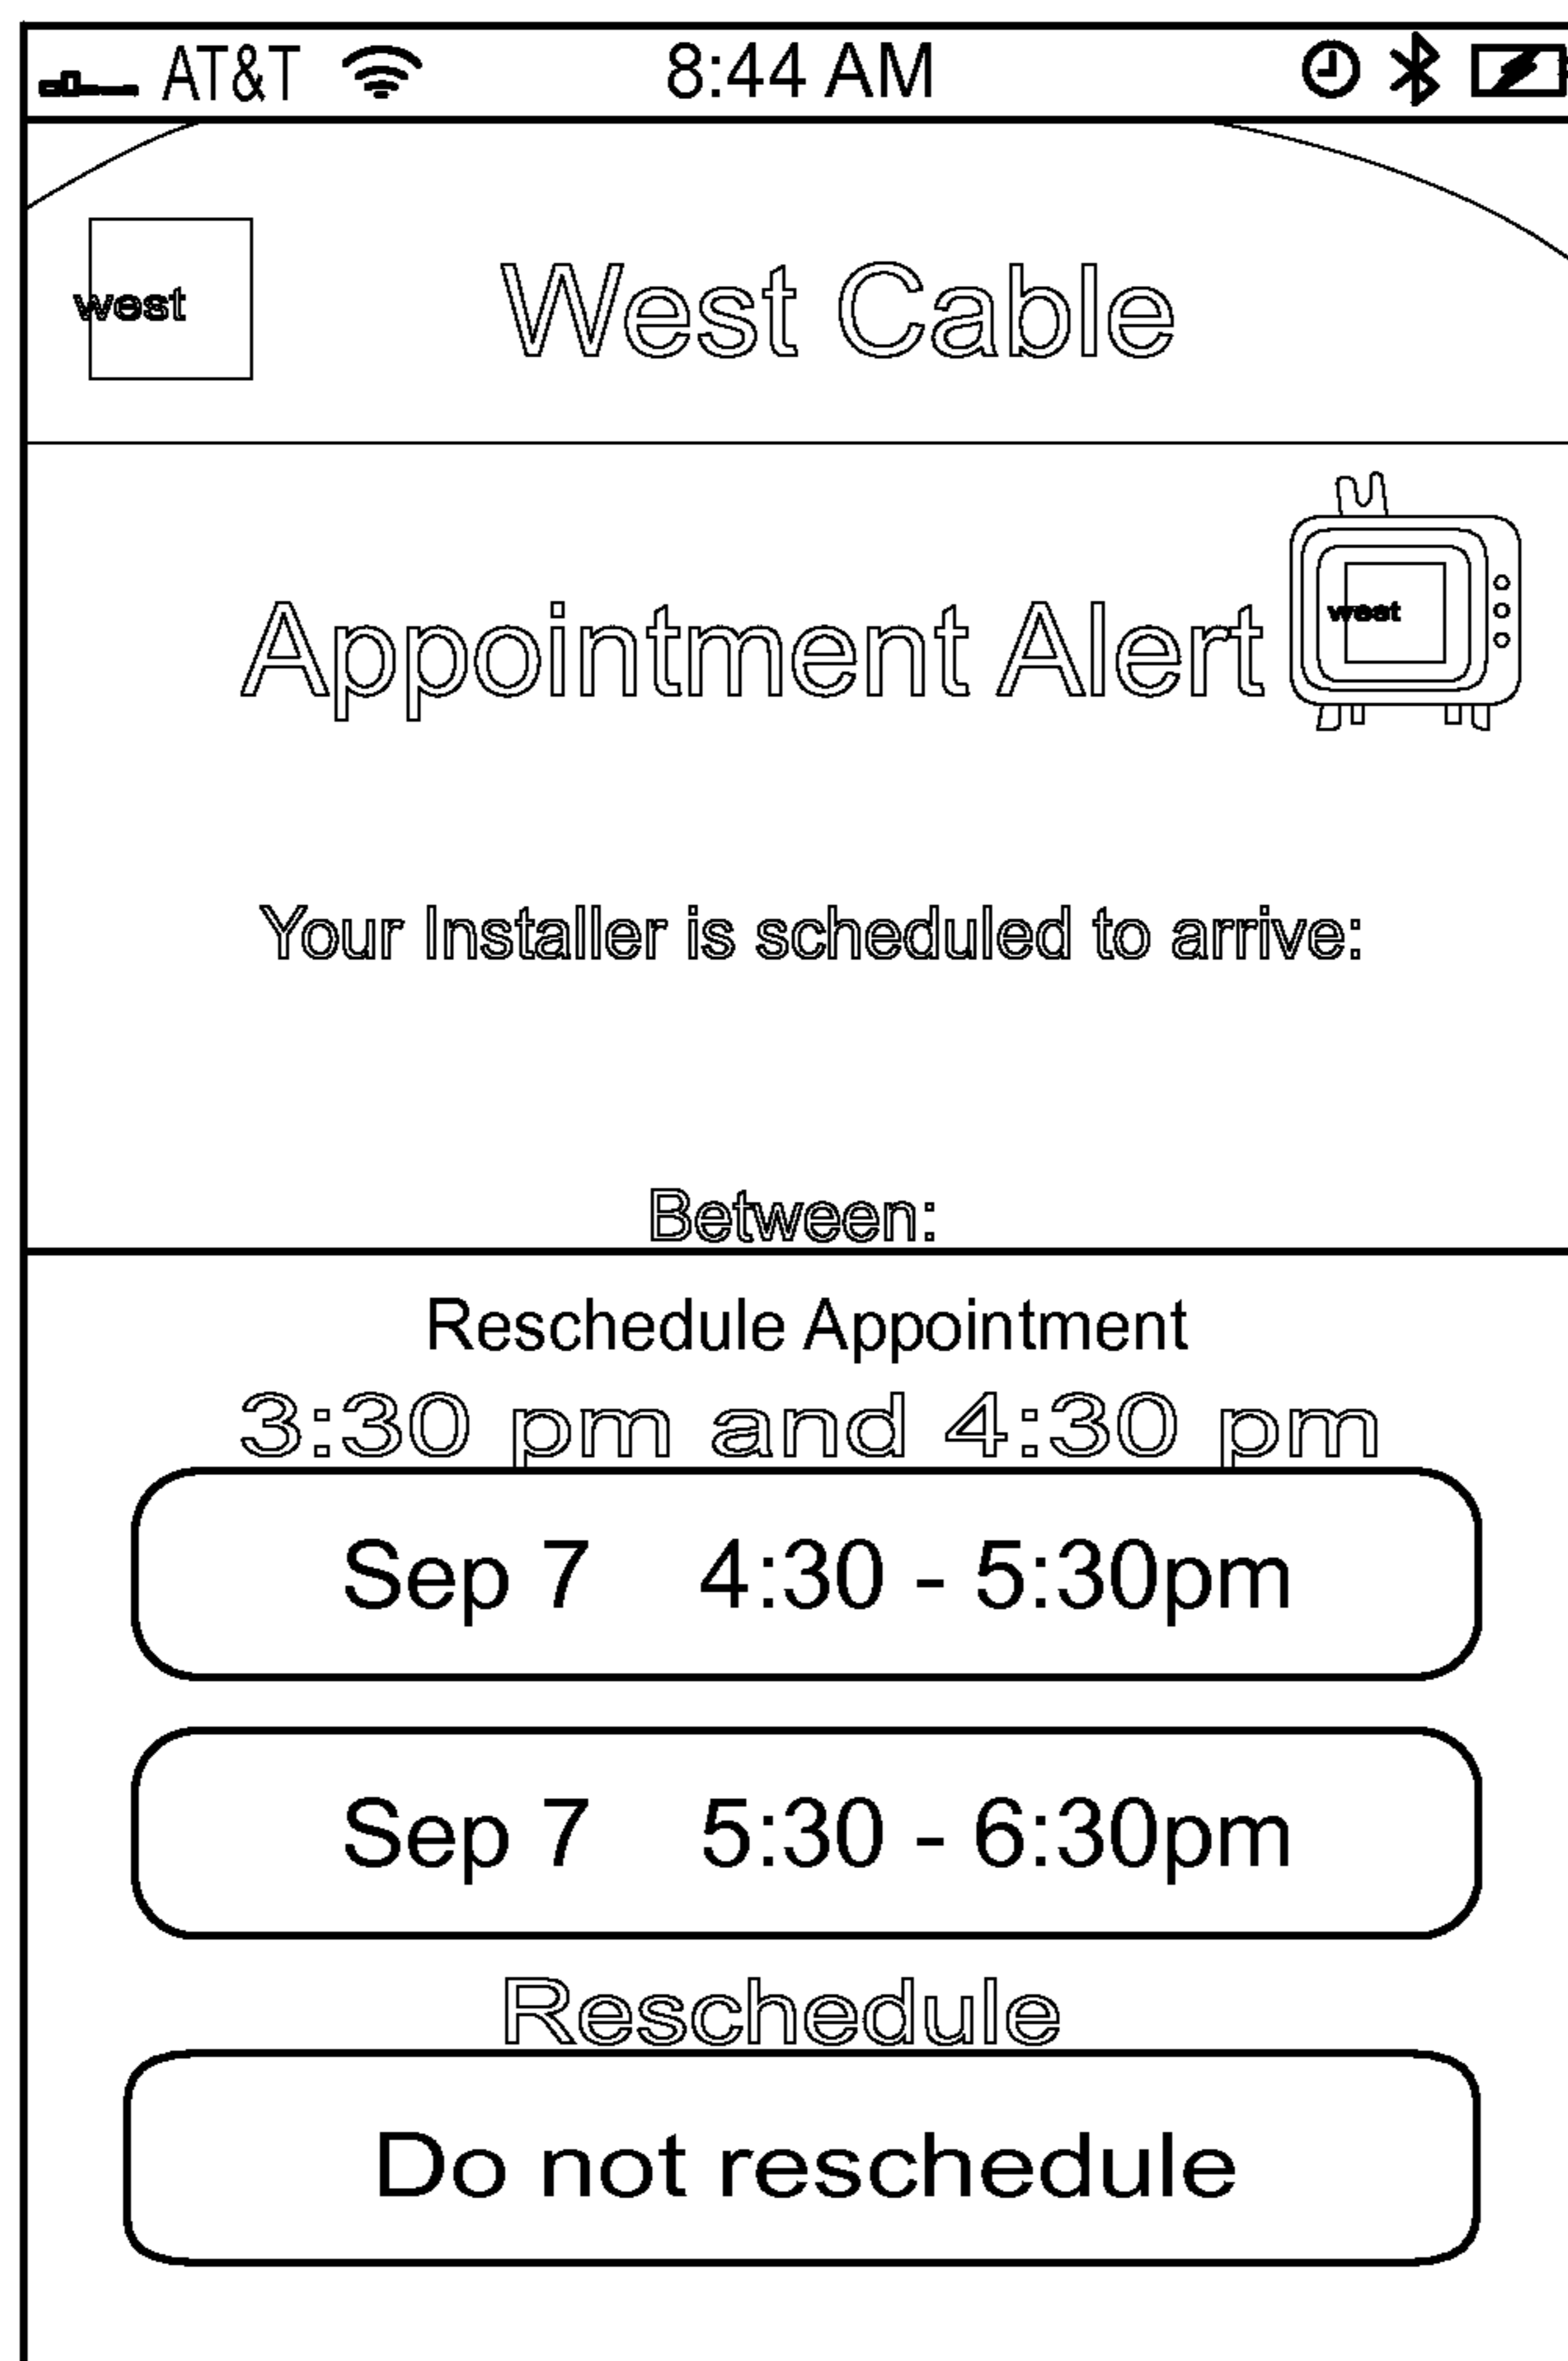 AT&T 8:44 AM
west West Cable
west
Appointment Alert
Your Installer is scheduled to arrive:
Between:
Reschedule Appointment
3:30 pm and 4:30 pm
Sep 7 4:30 - 5:30pm
Sep 7 5:30 - 6:30pm
Reschedule
Do not reschedule